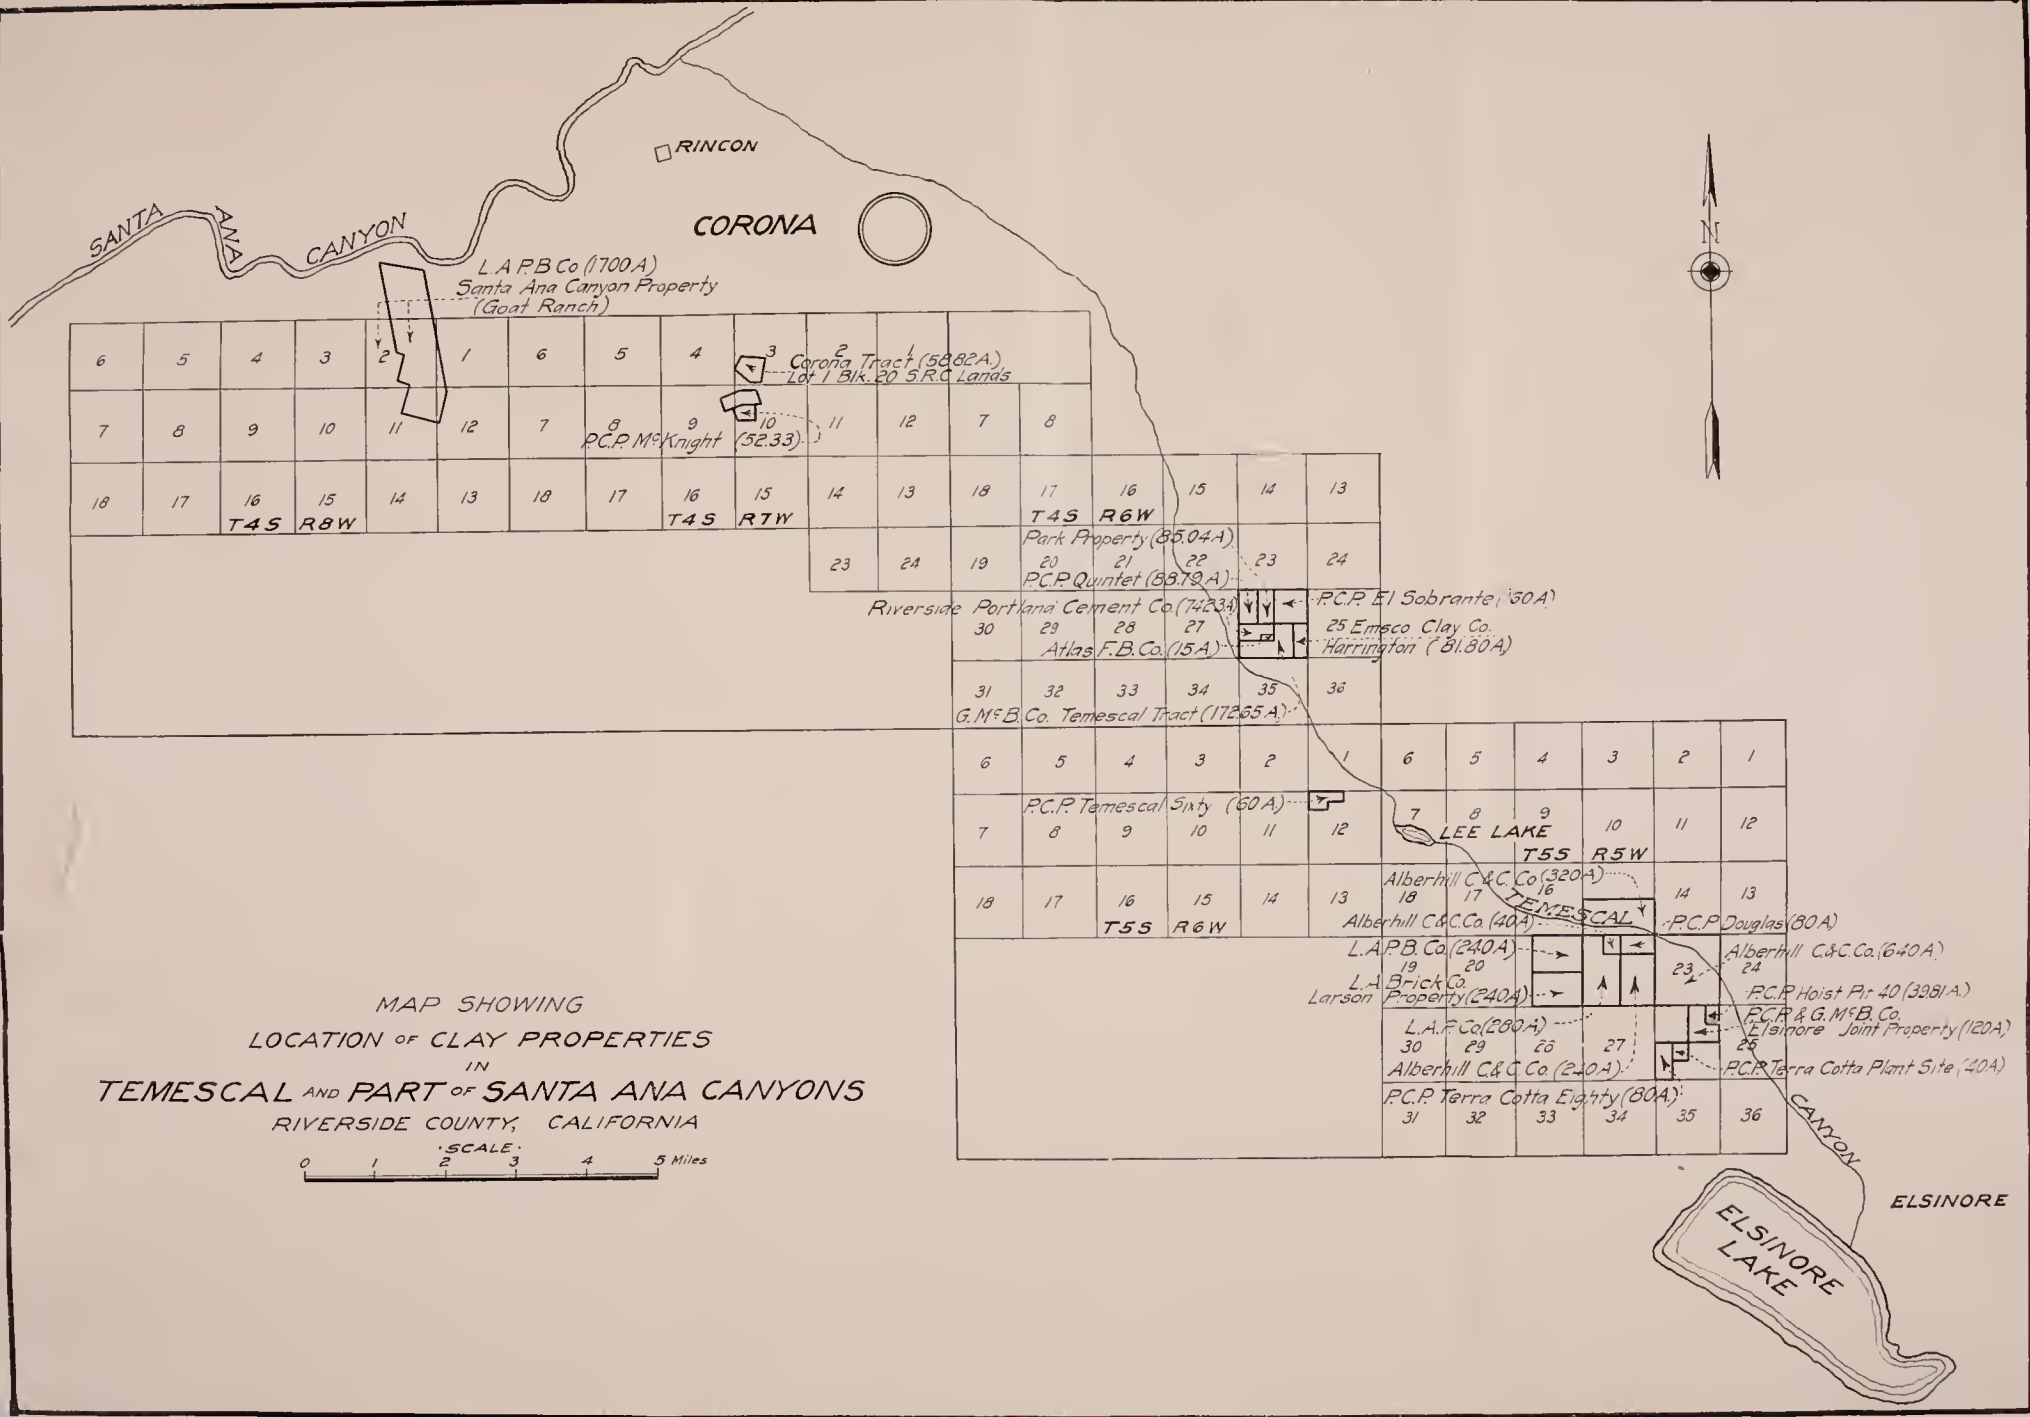 RINCON
CORONA
SANTA ANA CANYON
N
L.A.P.B Co (1700A)
Santa Ana Canyon Property
(Goat Ranch)
6 5 4 3 2 1 6 5 4 3 2 1
Corona Tract (58.82A.)
Lot 1 Blk. 20 S.R.C Lands
7 8 9 10 11 12 7 8 9 10 11 12 7 8
P.C.P. McKnight (52.33)
18 17 16 15 14 13 18 17 16 15 14 13 18 17 16 15 14 13
T4S R8W T4S R7W T4S R6W
Park Property (85.04A)
23 24 19 20 21 22 23 24
P.C.P. Quintet (88.79A)
Riverside Portland Cement Co. (74.23A)
P.C.P. El Sobrante
30 29 28 27 25 Emsco Clay Co.
Atlas F.B. Co. (15A.)
Harrington (81.80A)
31 32 33 34 35 36
G. McB. Co. Temescal Tract (172.65A.)
6 5 4 3 2 1 6 5 4 3 2 1
P.C.P. Temescal Sixty (60A.)
7 8 9 10 11 12 7 8 9 10 11 12
LEE LAKE
T5S R5W
Alberhill C.&C. Co (320A)
18 17 16 15 14 13 18 17 16 14 13
T5S R6W
TEMESCAL
Alberhill C.&C. Co. (40A)
P.C.P Douglas (80A)
L.A.P.B. Co. (240A)
Alberhill C.&C. Co. (640A)
19 20 23 24
L.A Brick Co.
Larson Property (240A)
P.C.P. Hoist Pit 40 (39.81A.)
P.C.P. & G. McB. Co.
Elsinore Joint Property (120A)
L.A.P. Co (280A)
30 29 28 27 25
Alberhill C.&C. Co. (240A)
P.C.P. Terra Cotta Plant Site (40A)
P.C.P. Terra Cotta Eighty (80A.)
31 32 33 34 35 36
CANYON
ELSINORE
ELSINORE
LAKE
MAP SHOWING
LOCATION OF CLAY PROPERTIES
IN
TEMESCAL AND PART OF SANTA ANA CANYONS
RIVERSIDE COUNTY, CALIFORNIA
·SCALE·
0 1 2 3 4 5 Miles